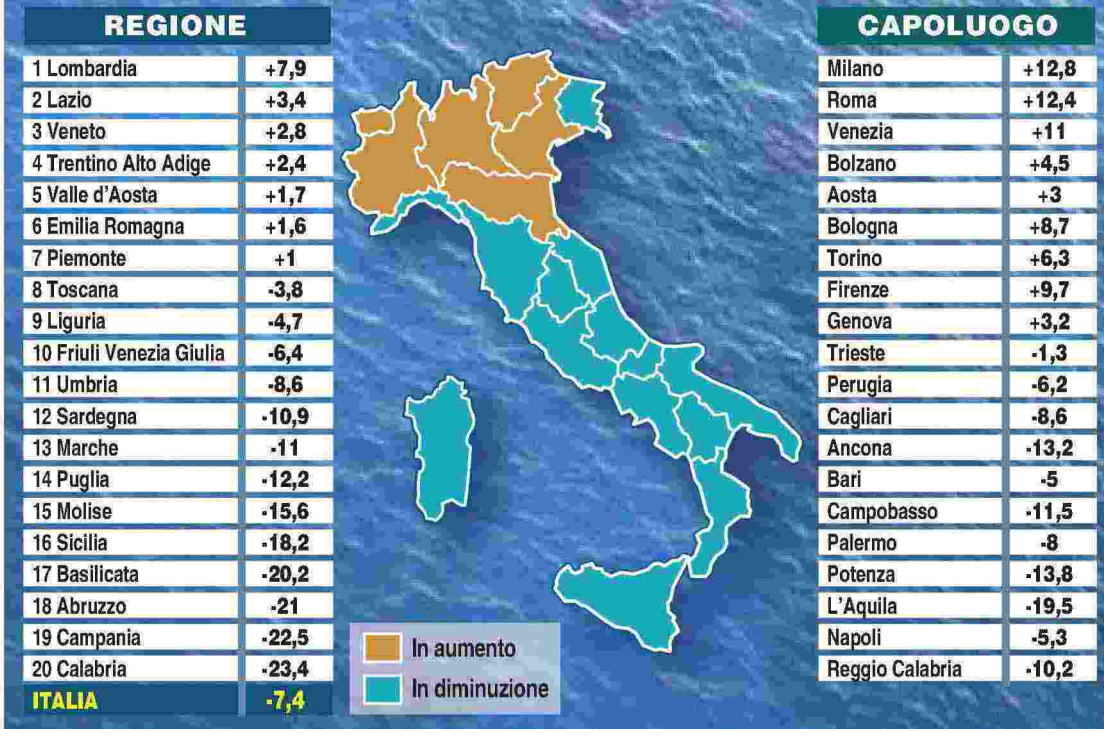 REGIONE
1 Lombardia +7,9
2 Lazio +3,4
3 Veneto +2,8
4 Trentino Alto Adige +2,4
5 Valle d'Aosta +1,7
6 Emilia Romagna +1,6
7 Piemonte +1
8 Toscana -3,8
9 Liguria -4,7
10 Friuli Venezia Giulia -6,4
11 Umbria -8,6
12 Sardegna -10,9
13 Marche -11
14 Puglia -12,2
15 Molise -15,6
16 Sicilia -18,2
17 Basilicata -20,2
18 Abruzzo -21
19 Campania -22,5
20 Calabria -23,4
ITALIA -7,4
In aumento
In diminuzione
CAPOLUOGO
Milano +12,8
Roma +12,4
Venezia +11
Bolzano +4,5
Aosta +3
Bologna +8,7
Torino +6,3
Firenze +9,7
Genova +3,2
Trieste -1,3
Perugia -6,2
Cagliari -8,6
Ancona -13,2
Bari -5
Campobasso -11,5
Palermo -8
Potenza -13,8
L'Aquila -19,5
Napoli -5,3
Reggio Calabria -10,2